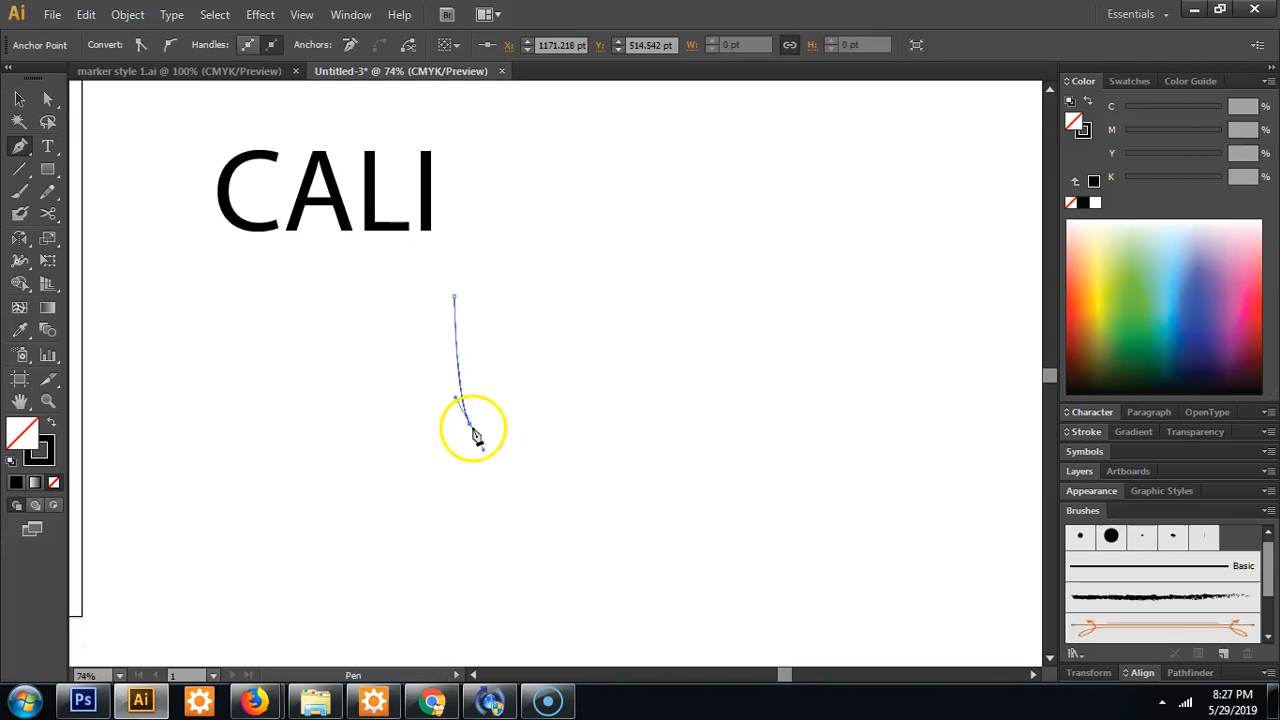 Ai File Edit Object Type Select Effect View Window Help Br Essentials
Anchor Point Convert: Handles: Anchors: X: 1171.218 pt Y: 514.542 pt W: 0 pt H: 0 pt
marker style 1.ai @ 100% (CMYK/Preview) × Untitled-3* @ 74% (CMYK/Preview) ×
Color Swatches Color Guide
C %
M %
Y %
K %
CALI
Character Paragraph OpenType
Stroke Gradient Transparency
Symbols
Layers Artboards
Appearance Graphic Styles
Brushes
Basic
74% 1 Pen
Transform Align Pathfinder
Ps Ai
8:27 PM
5/29/2019